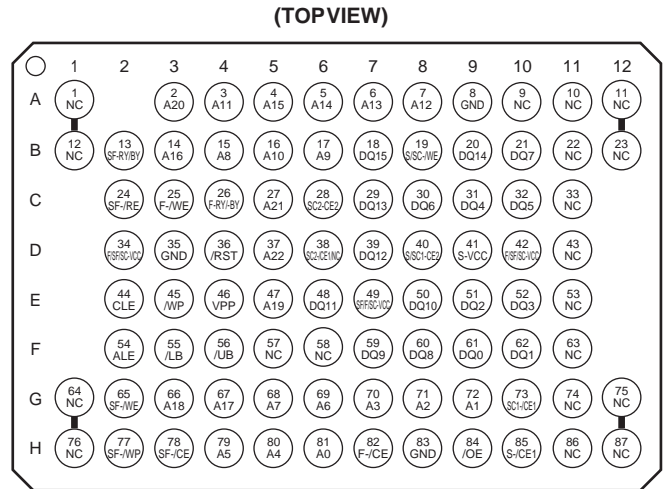 (TOPVIEW)
1 2 3 4 5 6 7 8 9 10 11 12
A
1 NC
2 A20
3 A11
4 A15
5 A14
6 A13
7 A12
8 GND
9 NC
10 NC
11 NC
B
12 NC
13 SF-RY/BY
14 A16
15 A8
16 A10
17 A9
18 DQ15
19 S/SC-/WE
20 DQ14
21 DQ7
22 NC
23 NC
C
24 SF-/RE
25 F-/WE
26 F-RY/-BY
27 A21
28 SC2-CE2
29 DQ13
30 DQ6
31 DQ4
32 DQ5
33 NC
D
34 F/SF/SC-VCC
35 GND
36 /RST
37 A22
38 SC2-/CE1/NC
39 DQ12
40 S/SC1-CE2
41 S-VCC
42 F/SF/SC-VCC
43 NC
E
44 CLE
45 /WP
46 VPP
47 A19
48 DQ11
49 SF/F/SC-VCC
50 DQ10
51 DQ2
52 DQ3
53 NC
F
54 ALE
55 /LB
56 /UB
57 NC
58 NC
59 DQ9
60 DQ8
61 DQ0
62 DQ1
63 NC
G
64 NC
65 SF-/WE
66 A18
67 A17
68 A7
69 A6
70 A3
71 A2
72 A1
73 SC1-/CE1
74 NC
75 NC
H
76 NC
77 SF-/WP
78 SF-/CE
79 A5
80 A4
81 A0
82 F-/CE
83 GND
84 /OE
85 S-/CE1
86 NC
87 NC